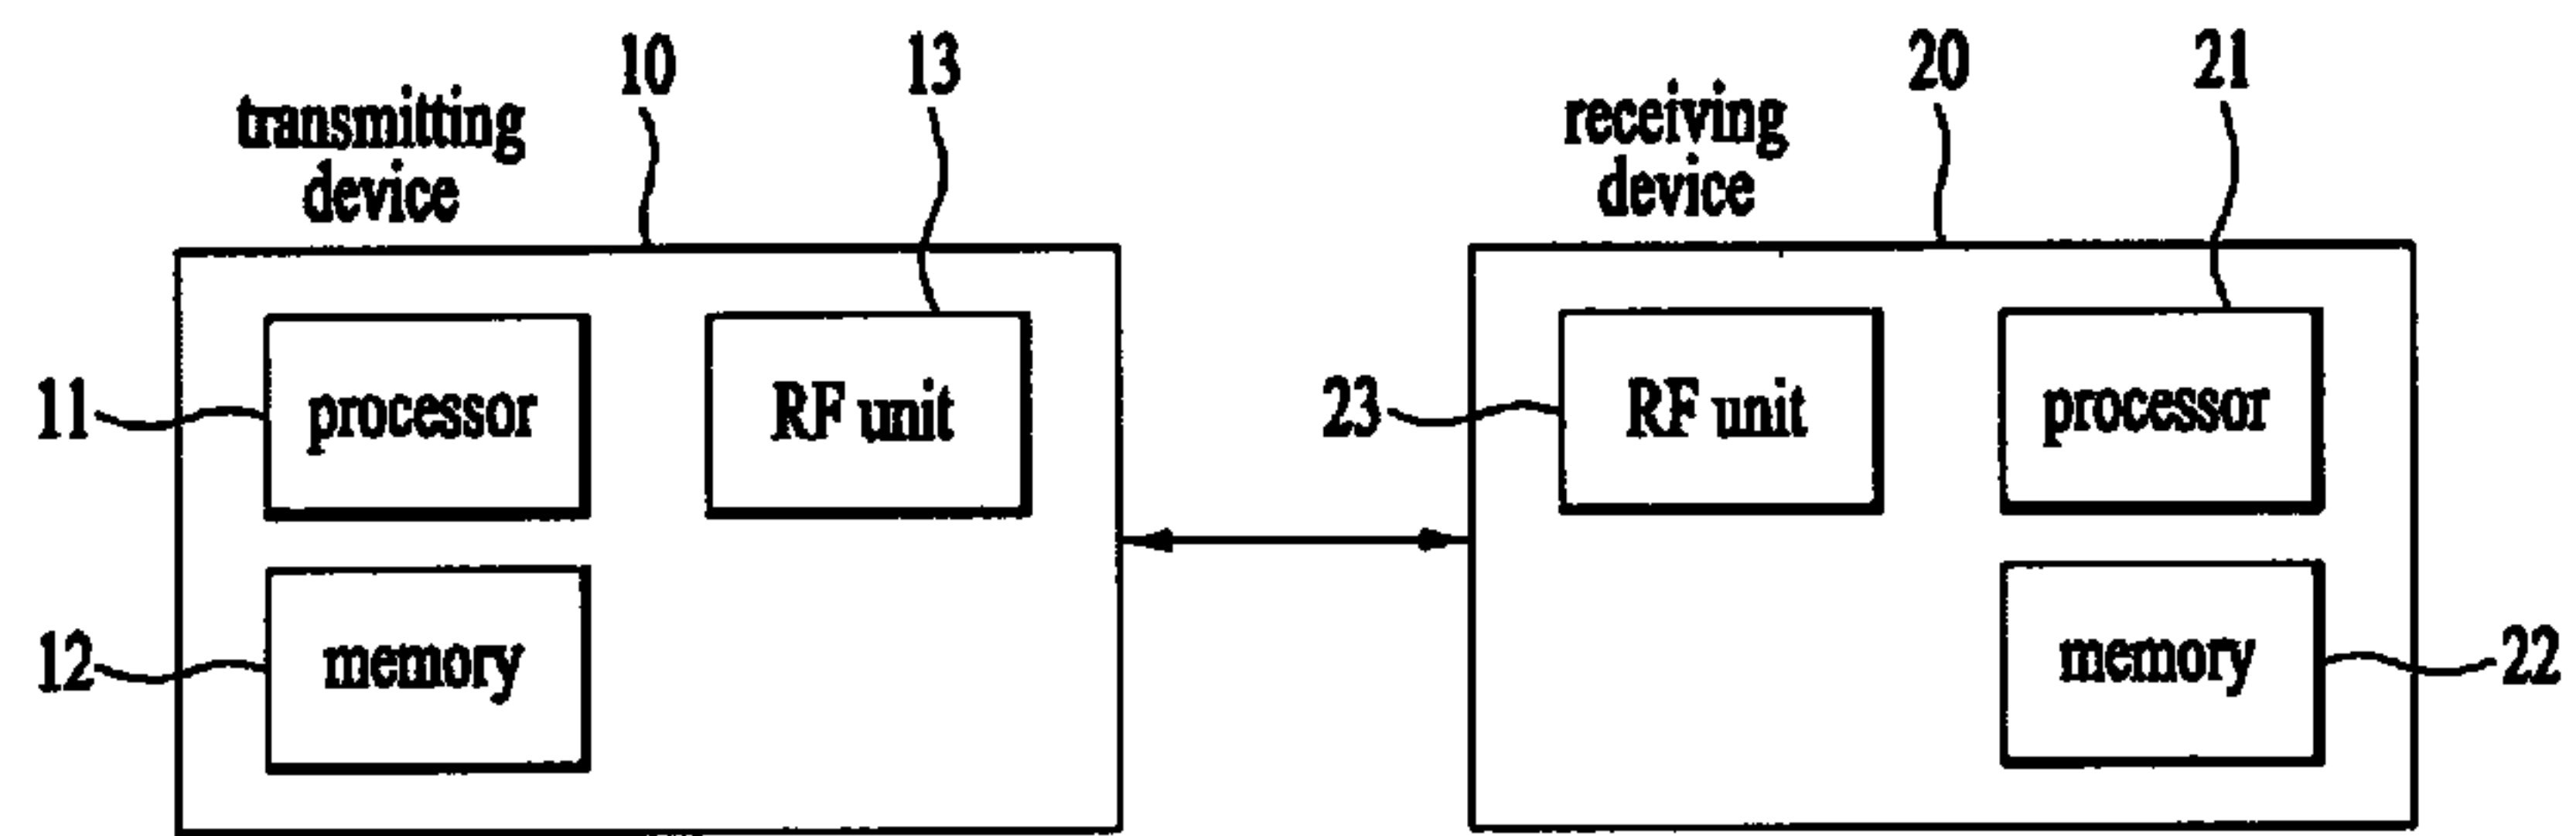 10
13
transmitting
device
11
processor
RF unit
12
memory
20
21
receiving
device
23
RF unit
processor
memory
22